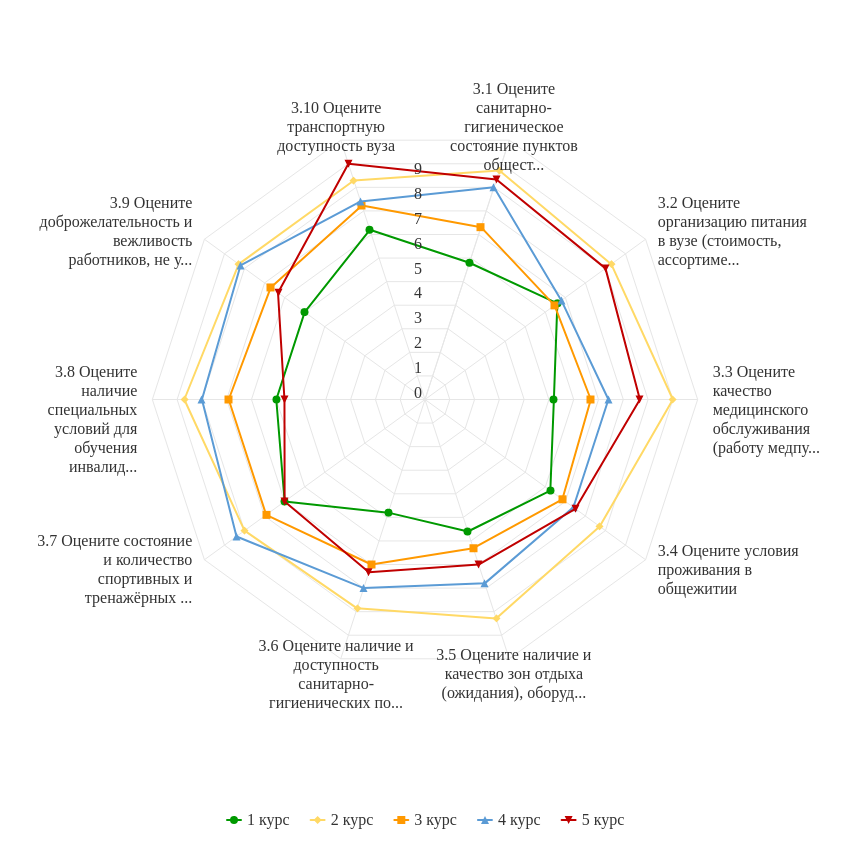 3.1 Оцените
санитарно-
гигиеническое
состояние пунктов
общест...
3.10 Оцените
транспортную
доступность вуза
9
8
7
6
5
4
3
2
1
0
3.2 Оцените
организацию питания
в вузе (стоимость,
ассортиме...
3.9 Оцените
доброжелательность и
вежливость
работников, не у...
3.3 Оцените
качество
медицинского
обслуживания
(работу медпу...
3.8 Оцените
наличие
специальных
условий для
обучения
инвалид...
3.4 Оцените условия
проживания в
общежитии
3.7 Оцените состояние
и количество
спортивных и
тренажёрных ...
3.6 Оцените наличие и
доступность
санитарно-
гигиенических по...
3.5 Оцените наличие и
качество зон отдыха
(ожидания), оборуд...
1 курс 2 курс 3 курс 4 курс 5 курс